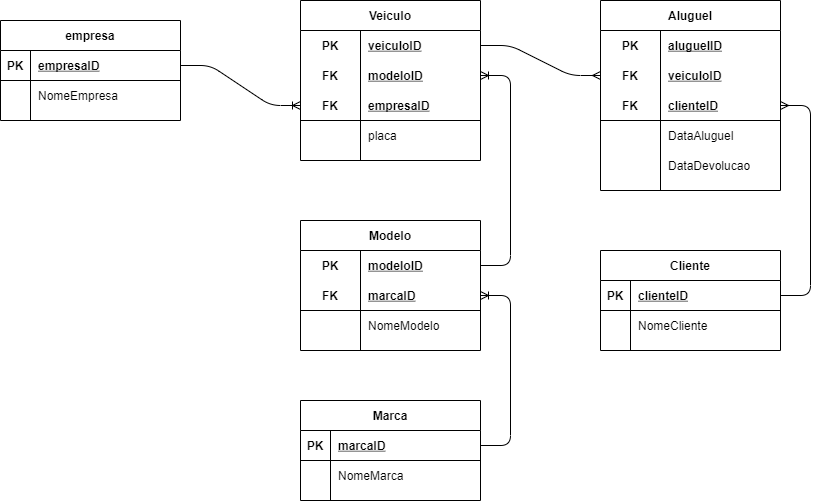 empresa
PK empresaID
NomeEmpresa
Veiculo
PK veiculoID
FK modeloID
FK empresaID
placa
Aluguel
PK aluguelID
FK veiculoID
FK clienteID
DataAluguel
DataDevolucao
Modelo
PK modeloID
FK marcaID
NomeModelo
Cliente
PK clienteID
NomeCliente
Marca
PK marcaID
NomeMarca